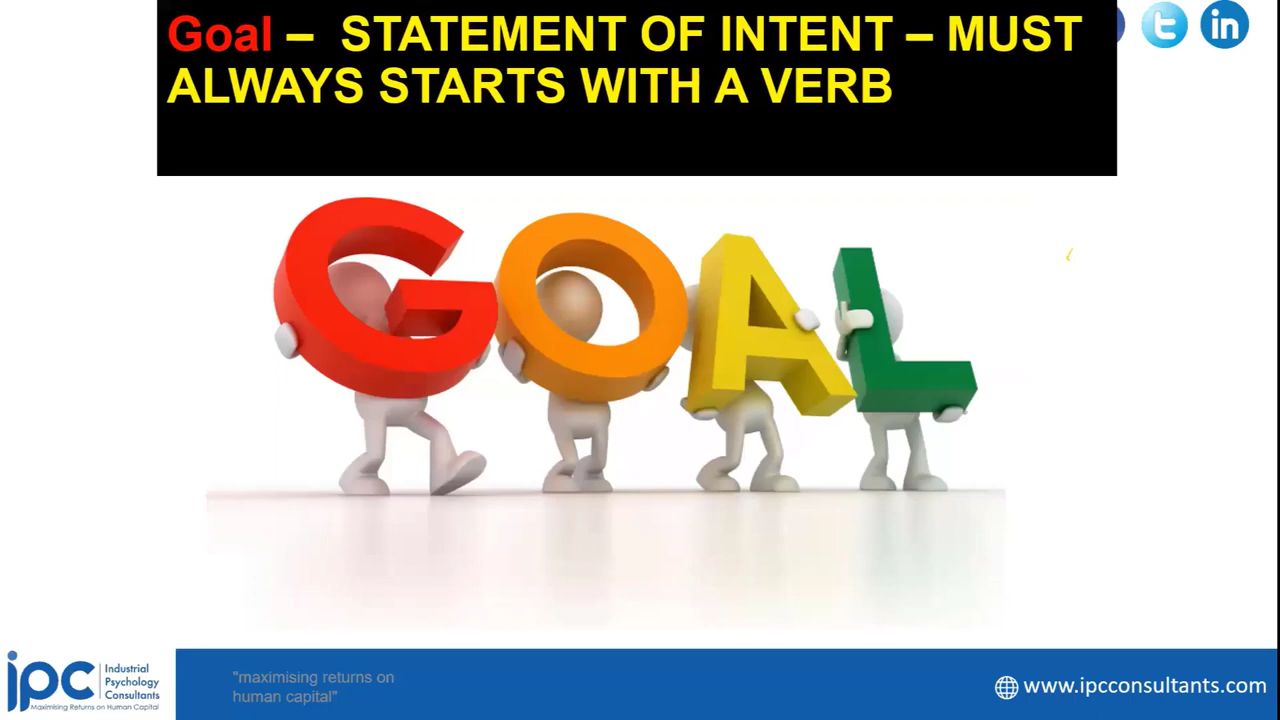 Goal – STATEMENT OF INTENT – MUST
ALWAYS STARTS WITH A VERB
in
GOAL
ipc
Industrial
Psychology
Consultants
Maximising Returns on Human Capital
"maximising returns on
human capital"
www.ipcconsultants.com